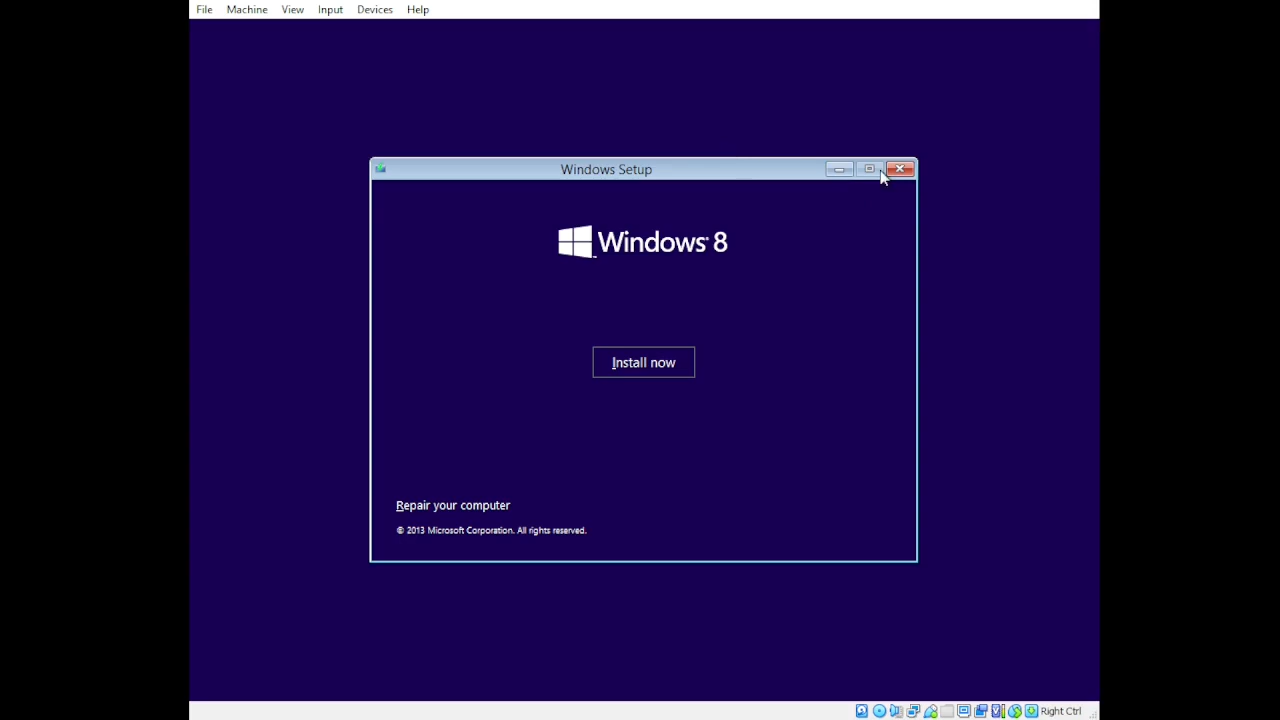 File Machine View Input Devices Help
Windows Setup
Windows® 8
Install now
Repair your computer
© 2013 Microsoft Corporation. All rights reserved.
Right Ctrl